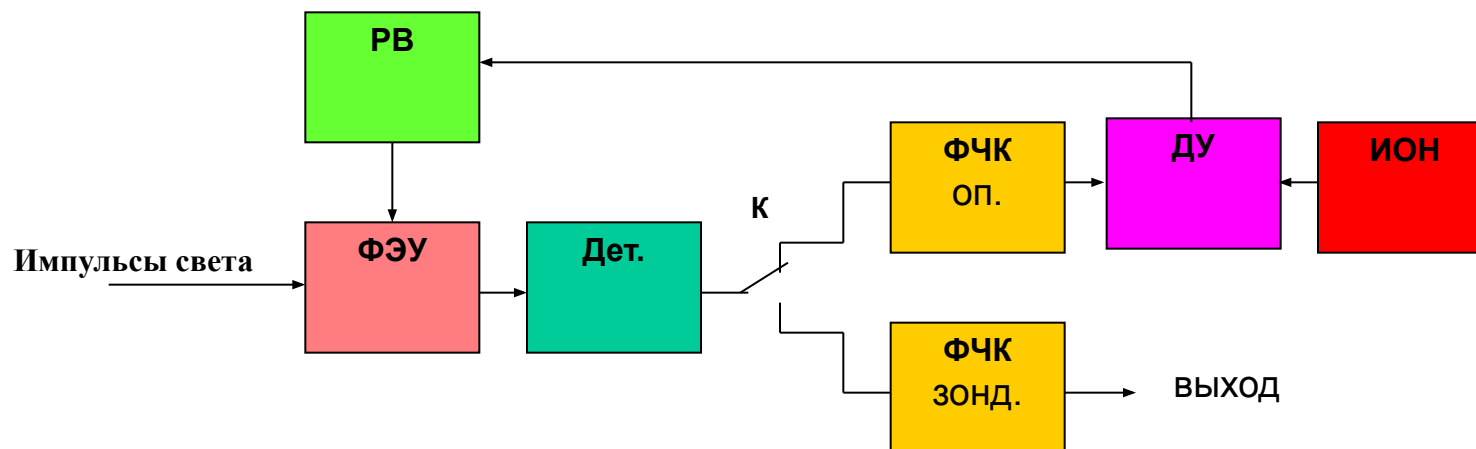 РВ
ФЧК
оп.
ДУ
ИОН
К
Импульсы света
ФЭУ
Дет.
ФЧК
зонд.
выход